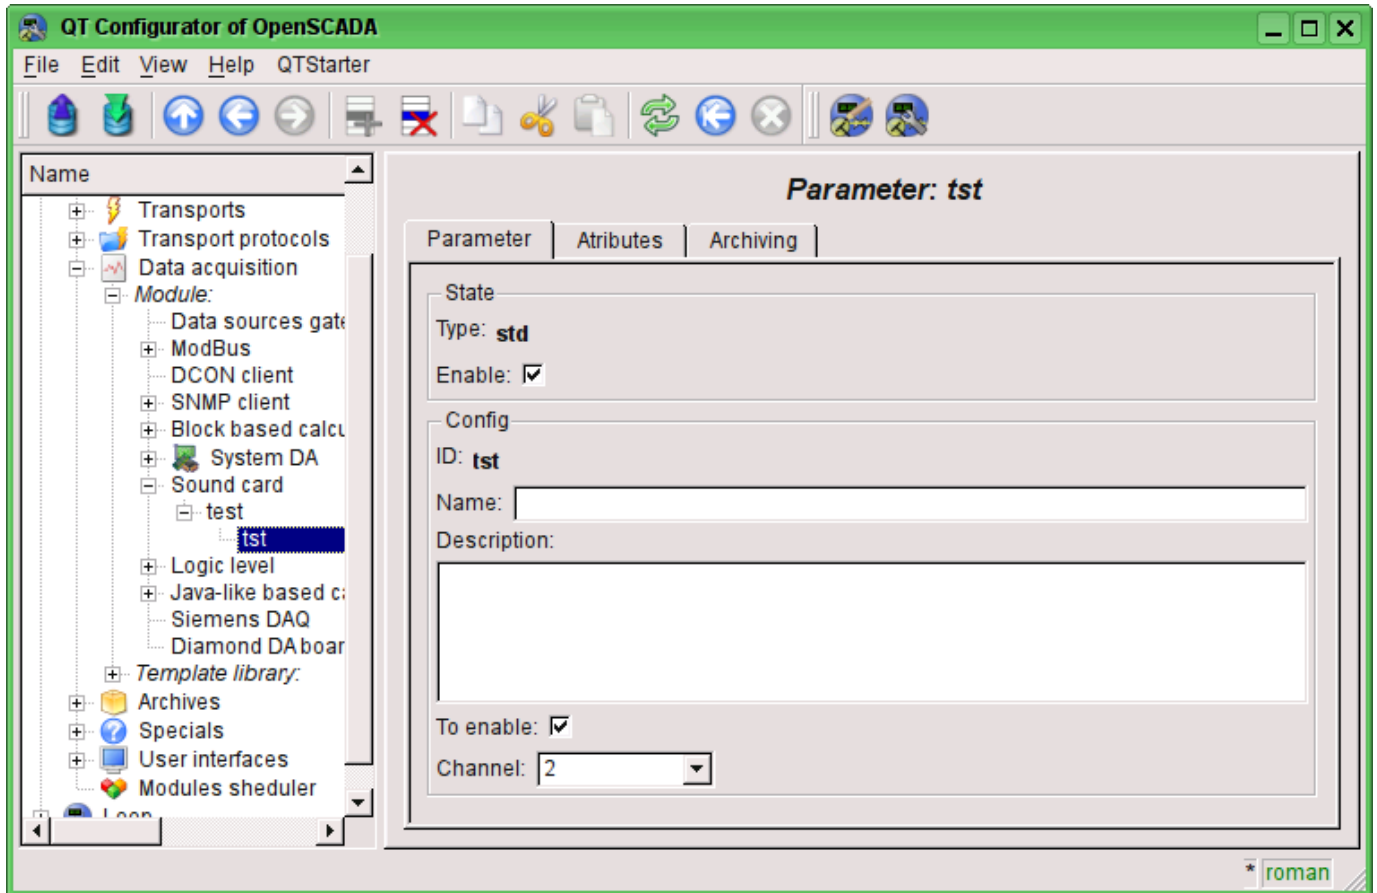 QT Configurator of OpenSCADA
File Edit View Help QTStarter
Name
Transports
Transport protocols
Data acquisition
Module:
Data sources gate
ModBus
DCON client
SNMP client
Block based calcu
System DA
Sound card
test
tst
Logic level
Java-like based ca
Siemens DAQ
Diamond DA boar
Template library:
Archives
Specials
User interfaces
Modules sheduler
Loop
Parameter: tst
Parameter Atributes Archiving
State
Type: std
Enable:
Config
ID: tst
Name:
Description:
To enable:
Channel: 2
* roman